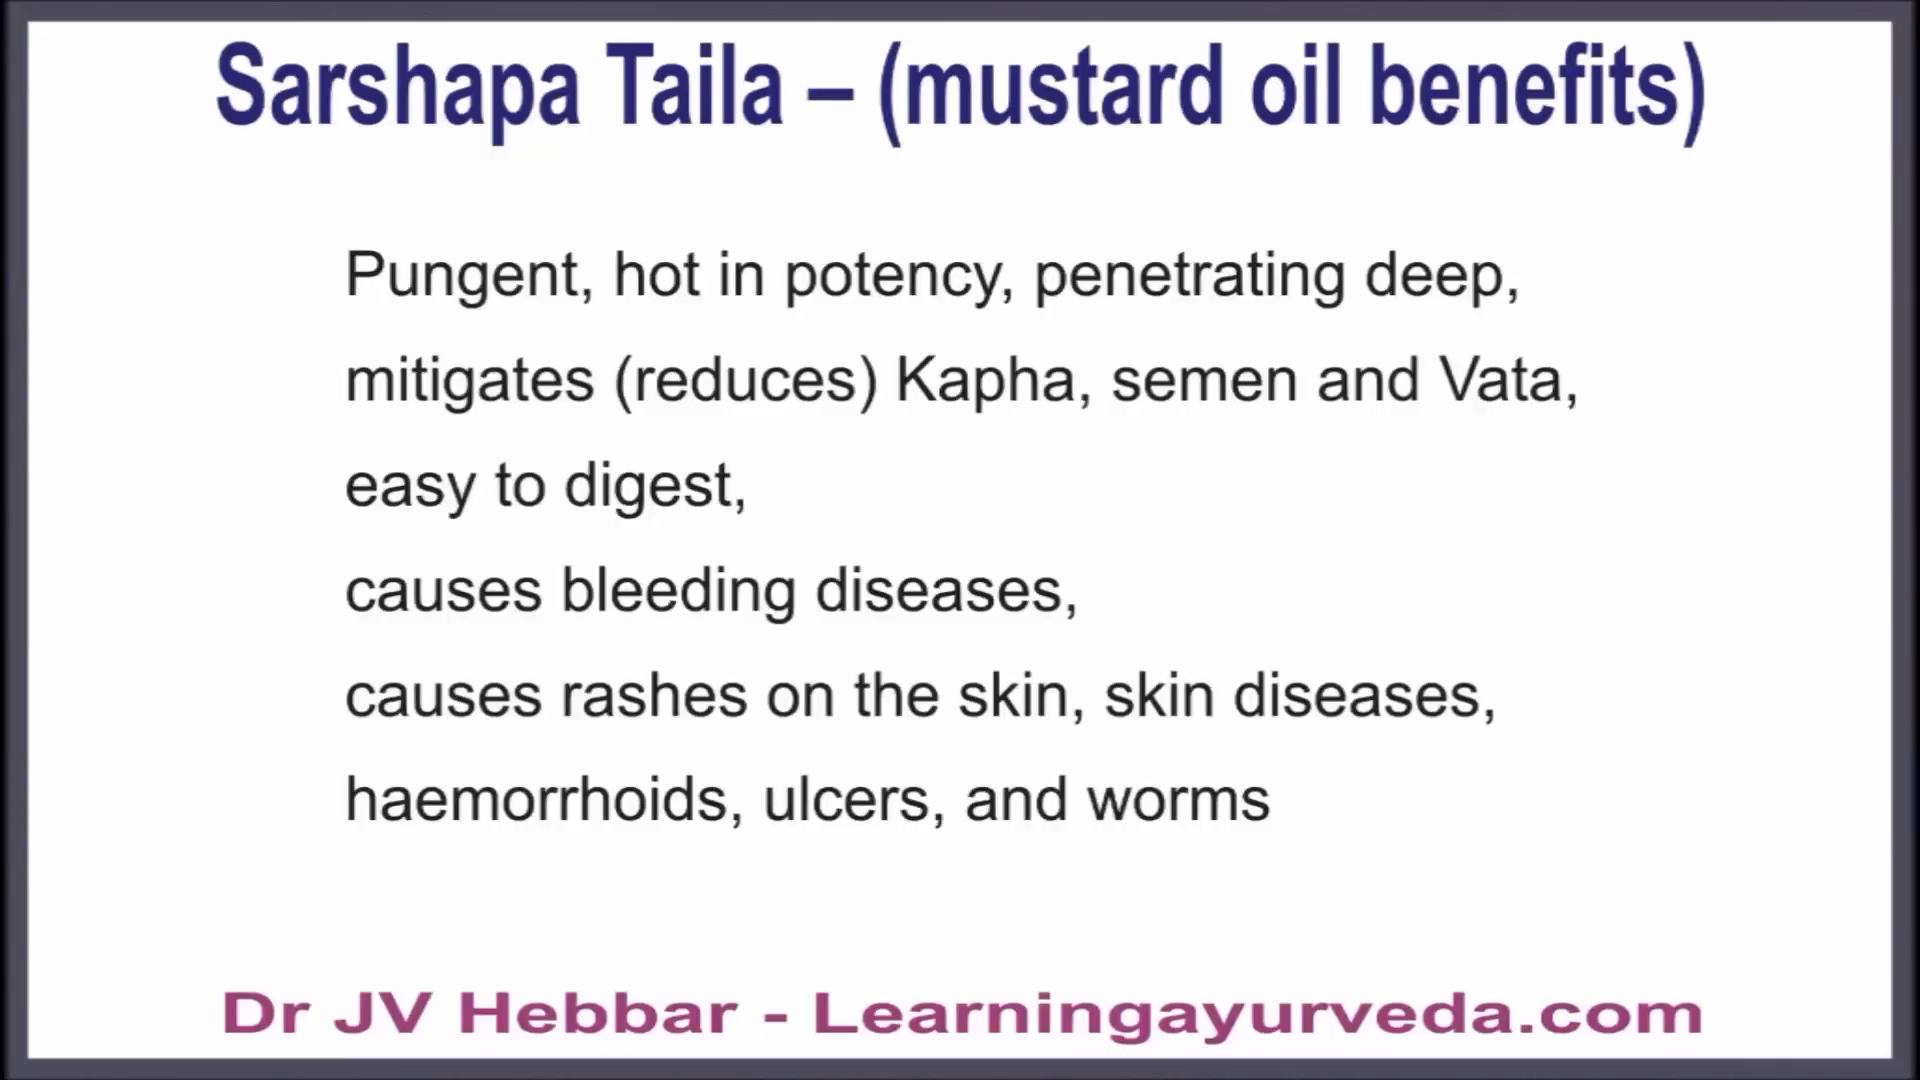 Sarshapa Taila – (mustard oil benefits)
Pungent, hot in potency, penetrating deep,
mitigates (reduces) Kapha, semen and Vata,
easy to digest,
causes bleeding diseases,
causes rashes on the skin, skin diseases,
haemorrhoids, ulcers, and worms
Dr JV Hebbar - Learningayurveda.com